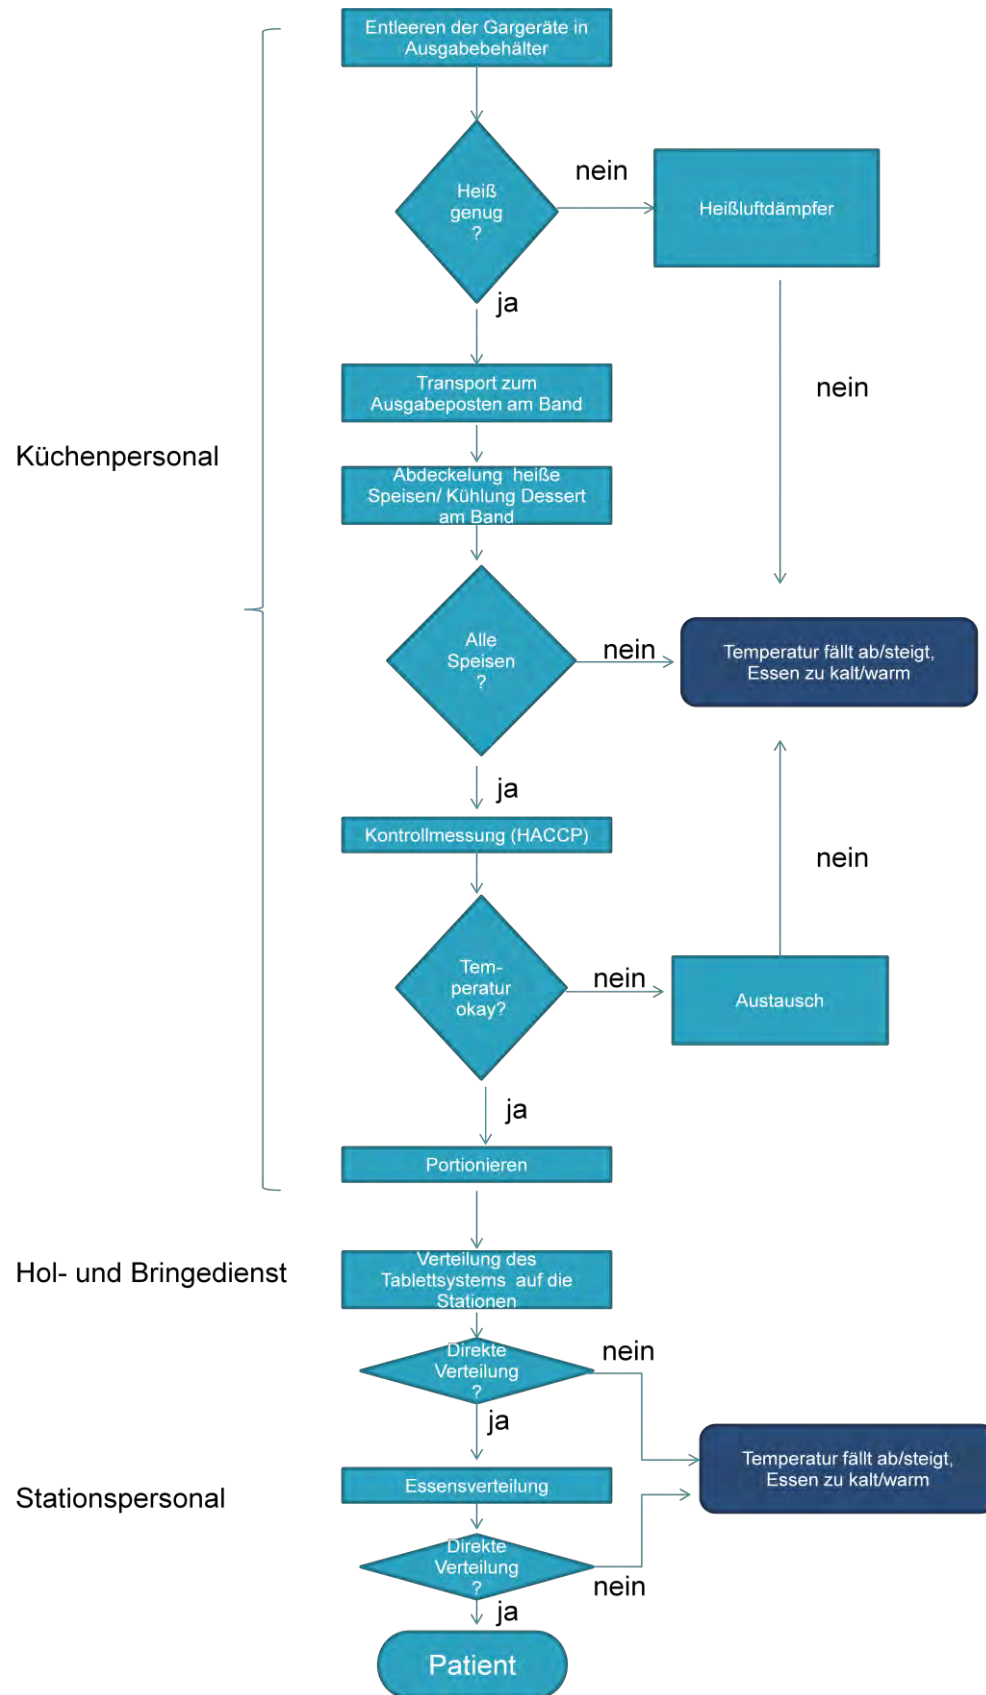 Entleeren der Gargeräte in
Ausgabebehälter
Heiß
genug
?
nein
Heißluftdämpfer
ja
nein
Transport zum
Ausgabeposten am Band
Küchenpersonal
Abdeckelung heiße
Speisen/ Kühlung Dessert
am Band
Alle
Speisen
?
nein
Temperatur fällt ab/steigt,
Essen zu kalt/warm
ja
Kontrollmessung (HACCP)
nein
Tem-
peratur
okay?
nein
Austausch
ja
Portionieren
Hol- und Bringedienst
Verteilung des
Tablettsystems auf die
Stationen
Direkte
Verteilung
?
nein
ja
Temperatur fällt ab/steigt,
Essen zu kalt/warm
Stationspersonal
Essensverteilung
Direkte
Verteilung
?
nein
ja
Patient